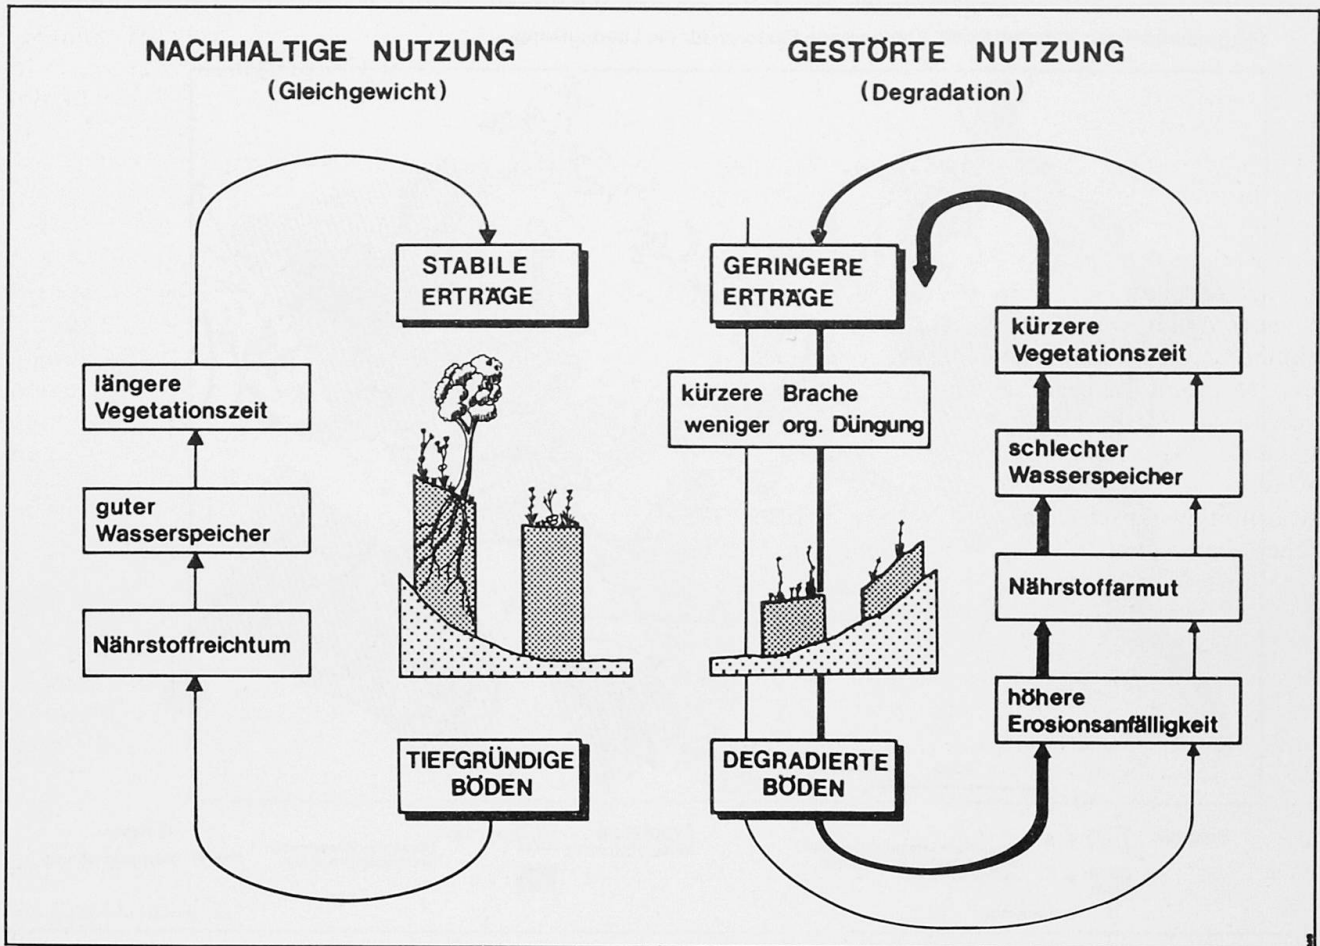 NACHHALTIGE NUTZUNG
(Gleichgewicht)
STABILE
ERTRÄGE
längere
Vegetationszeit
guter
Wasserspeicher
Nährstoffreichtum
TIEFGRÜNDIGE
BÖDEN
GESTÖRTE NUTZUNG
(Degradation)
GERINGERE
ERTRÄGE
kürzere Brache
weniger org. Düngung
kürzere
Vegetationszeit
schlechter
Wasserspeicher
Nährstoffarmut
höhere
Erosionsanfälligkeit
DEGRADIERTE
BÖDEN